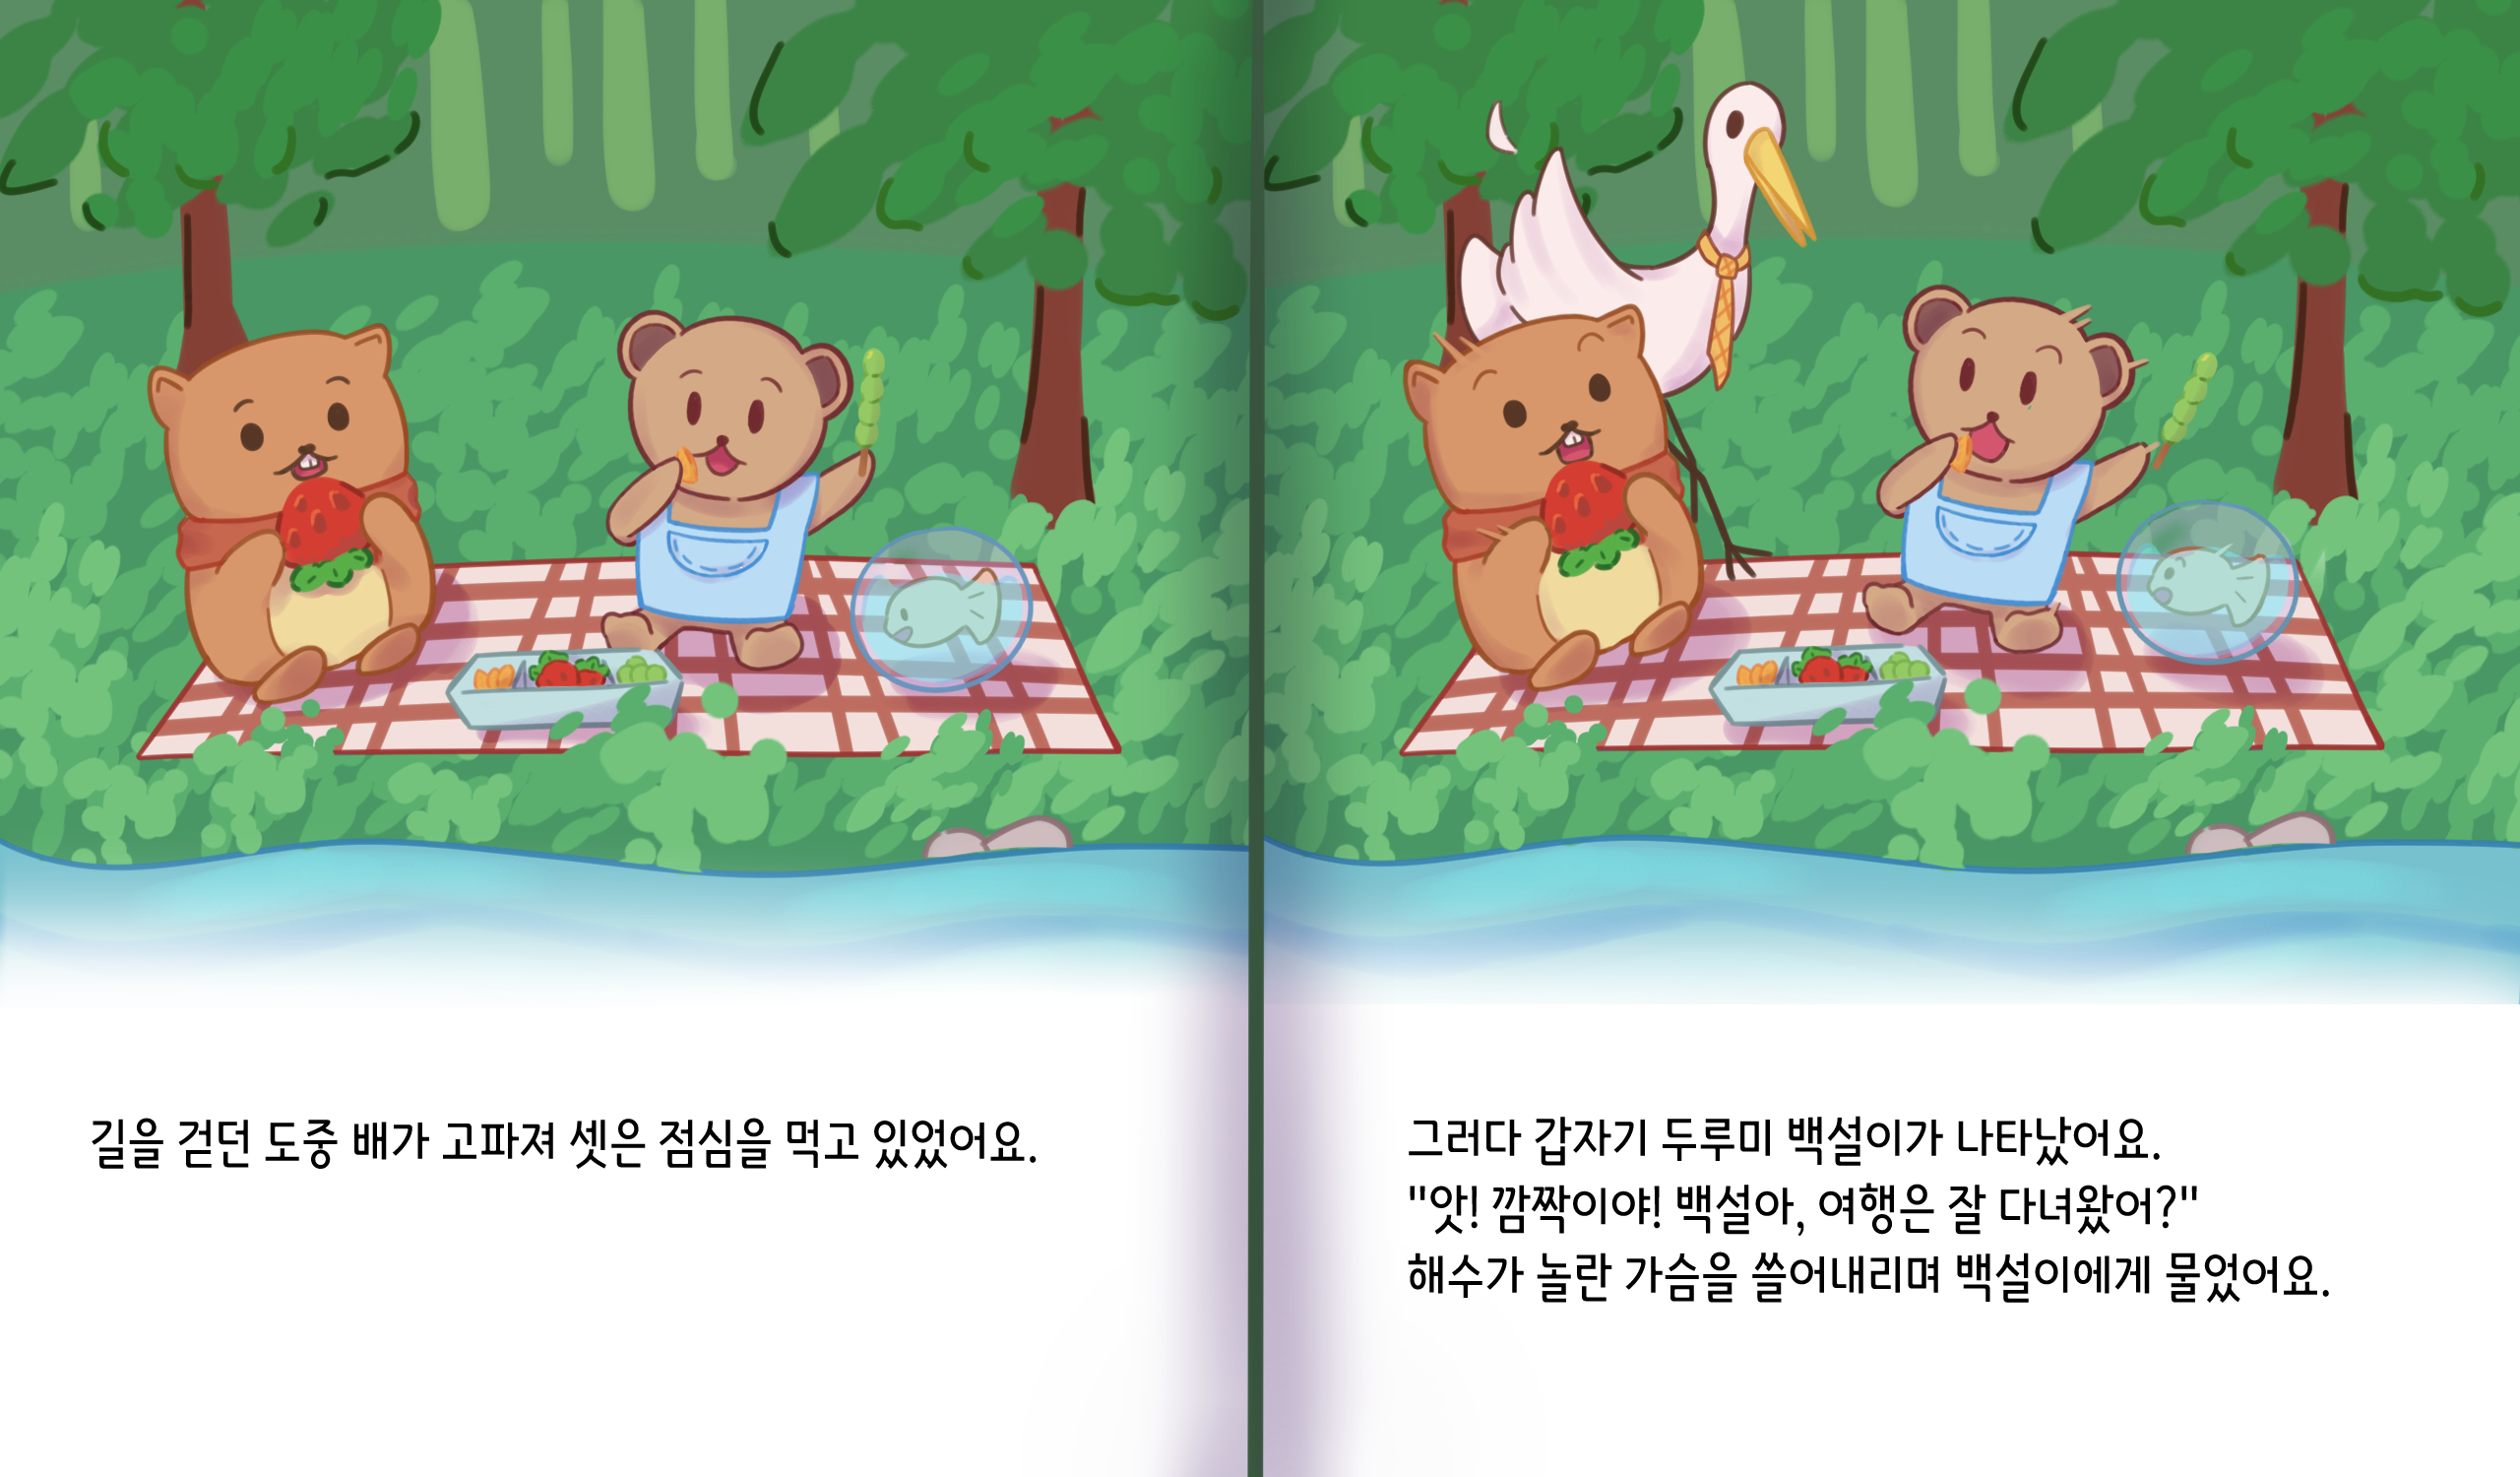 길을 걷던 도중 배가 고파져 셋은 점심을 먹고 있었어요.
그러다 갑자기 두루미 백설이가 나타났어요.
"앗! 깜짝이야! 백설아, 여행은 잘 다녀왔어?"
해수가 놀란 가슴을 쓸어내리며 백설이에게 물었어요.